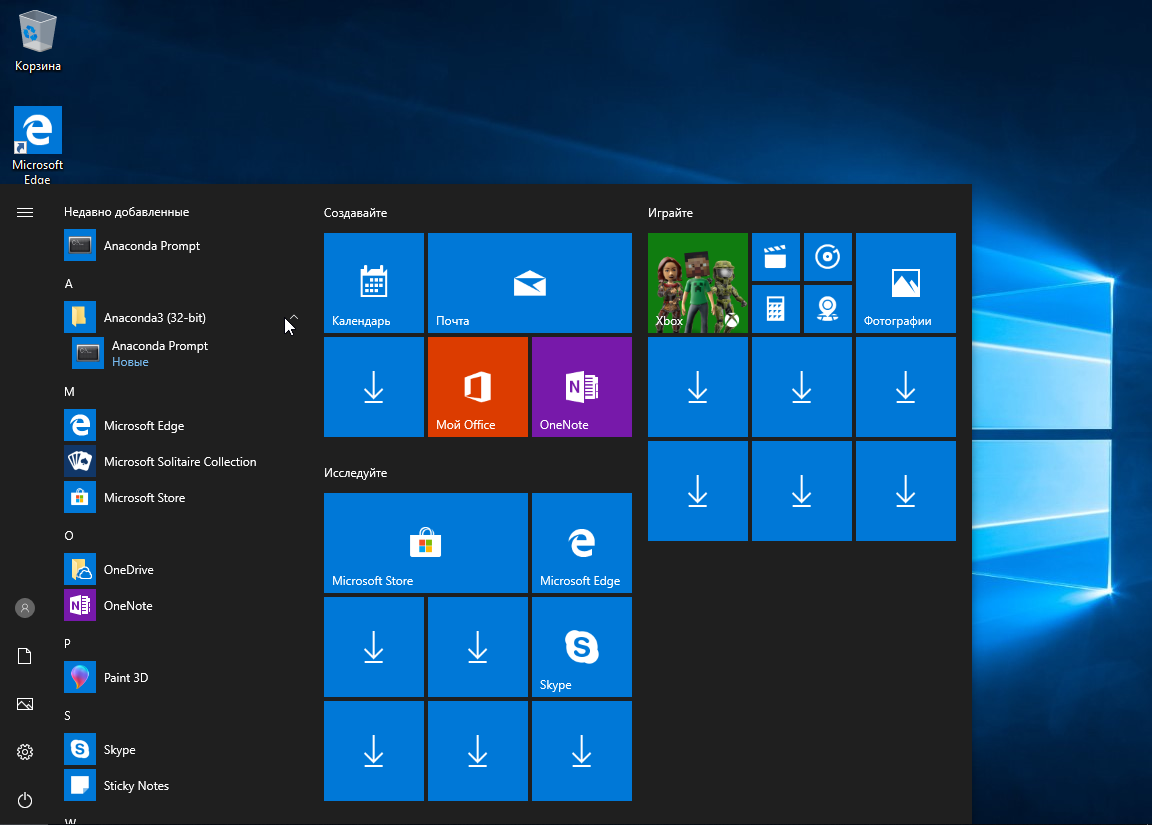 Корзина
Microsoft
Edge
Недавно добавленные
Anaconda Prompt
A
Anaconda3 (32-bit)
Anaconda Prompt
Новые
M
Microsoft Edge
Microsoft Solitaire Collection
Microsoft Store
O
OneDrive
OneNote
P
Paint 3D
S
Skype
Sticky Notes
W
Создавайте
Календарь
Почта
Мой Office
OneNote
Исследуйте
Microsoft Store
Microsoft Edge
Skype
Играйте
Xbox
Фотографии